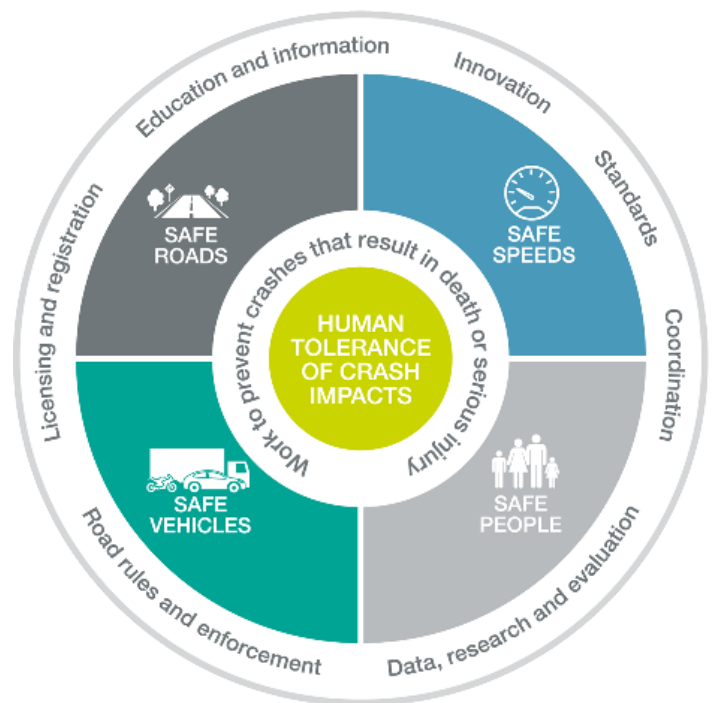 Education and information
Innovation
Standards
Coordination
Data, research and evaluation
Road rules and enforcement
Licensing and registration
SAFE
ROADS
SAFE
SPEEDS
Work to prevent crashes that result in death or serious injury
HUMAN
TOLERANCE
OF CRASH
IMPACTS
SAFE
VEHICLES
SAFE
PEOPLE